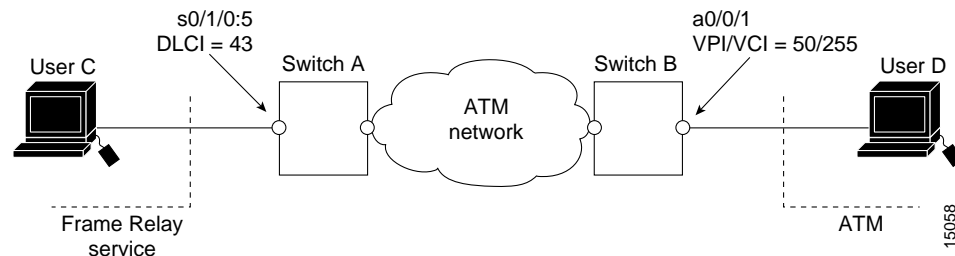 s0/1/0:5
DLCI = 43
a0/0/1
VPI/VCI = 50/255
User C
Switch A
Switch B
User D
ATM
network
Frame Relay
service
ATM
15058